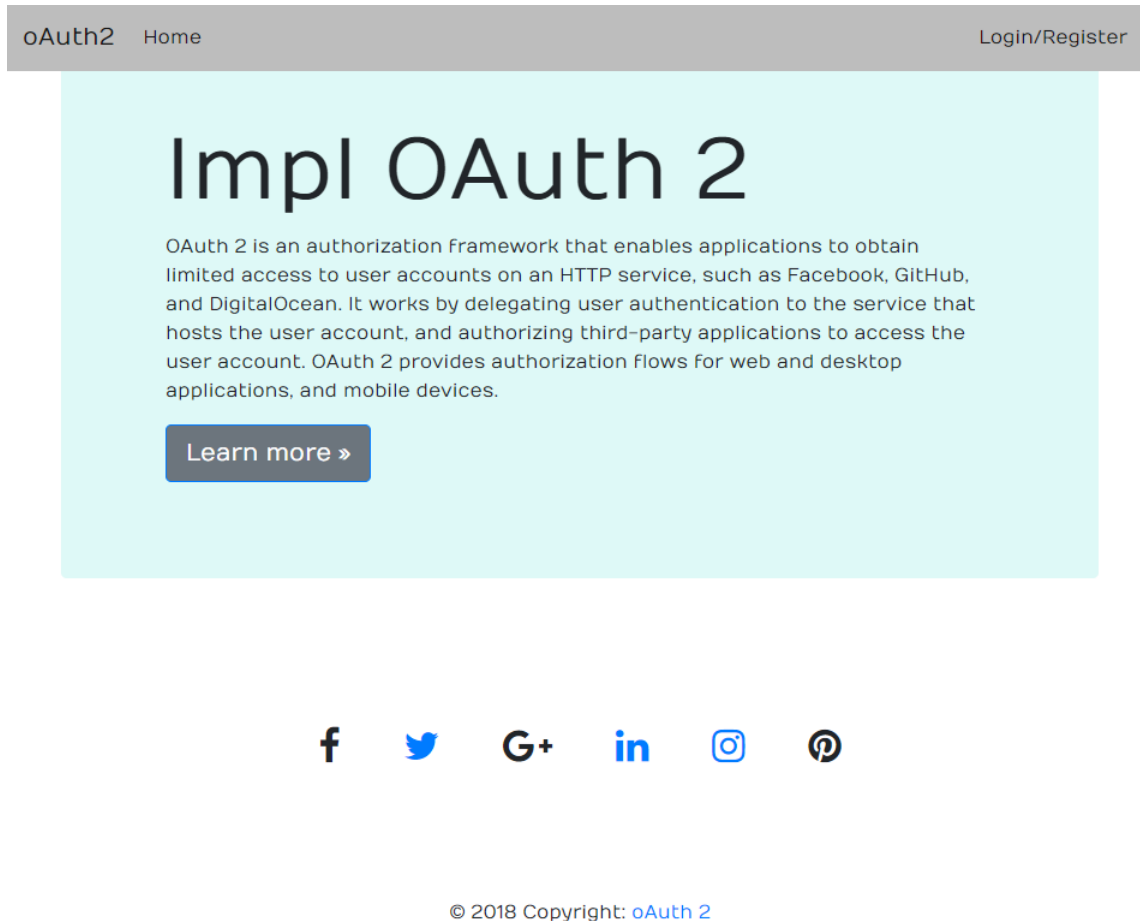 oAuth2 Home Login/Register
Impl OAuth 2
OAuth 2 is an authorization framework that enables applications to obtain
limited access to user accounts on an HTTP service, such as Facebook, GitHub,
and DigitalOcean. It works by delegating user authentication to the service that
hosts the user account, and authorizing third-party applications to access the
user account. OAuth 2 provides authorization flows for web and desktop
applications, and mobile devices.
Learn more »
f G+ in
© 2018 Copyright: oAuth 2